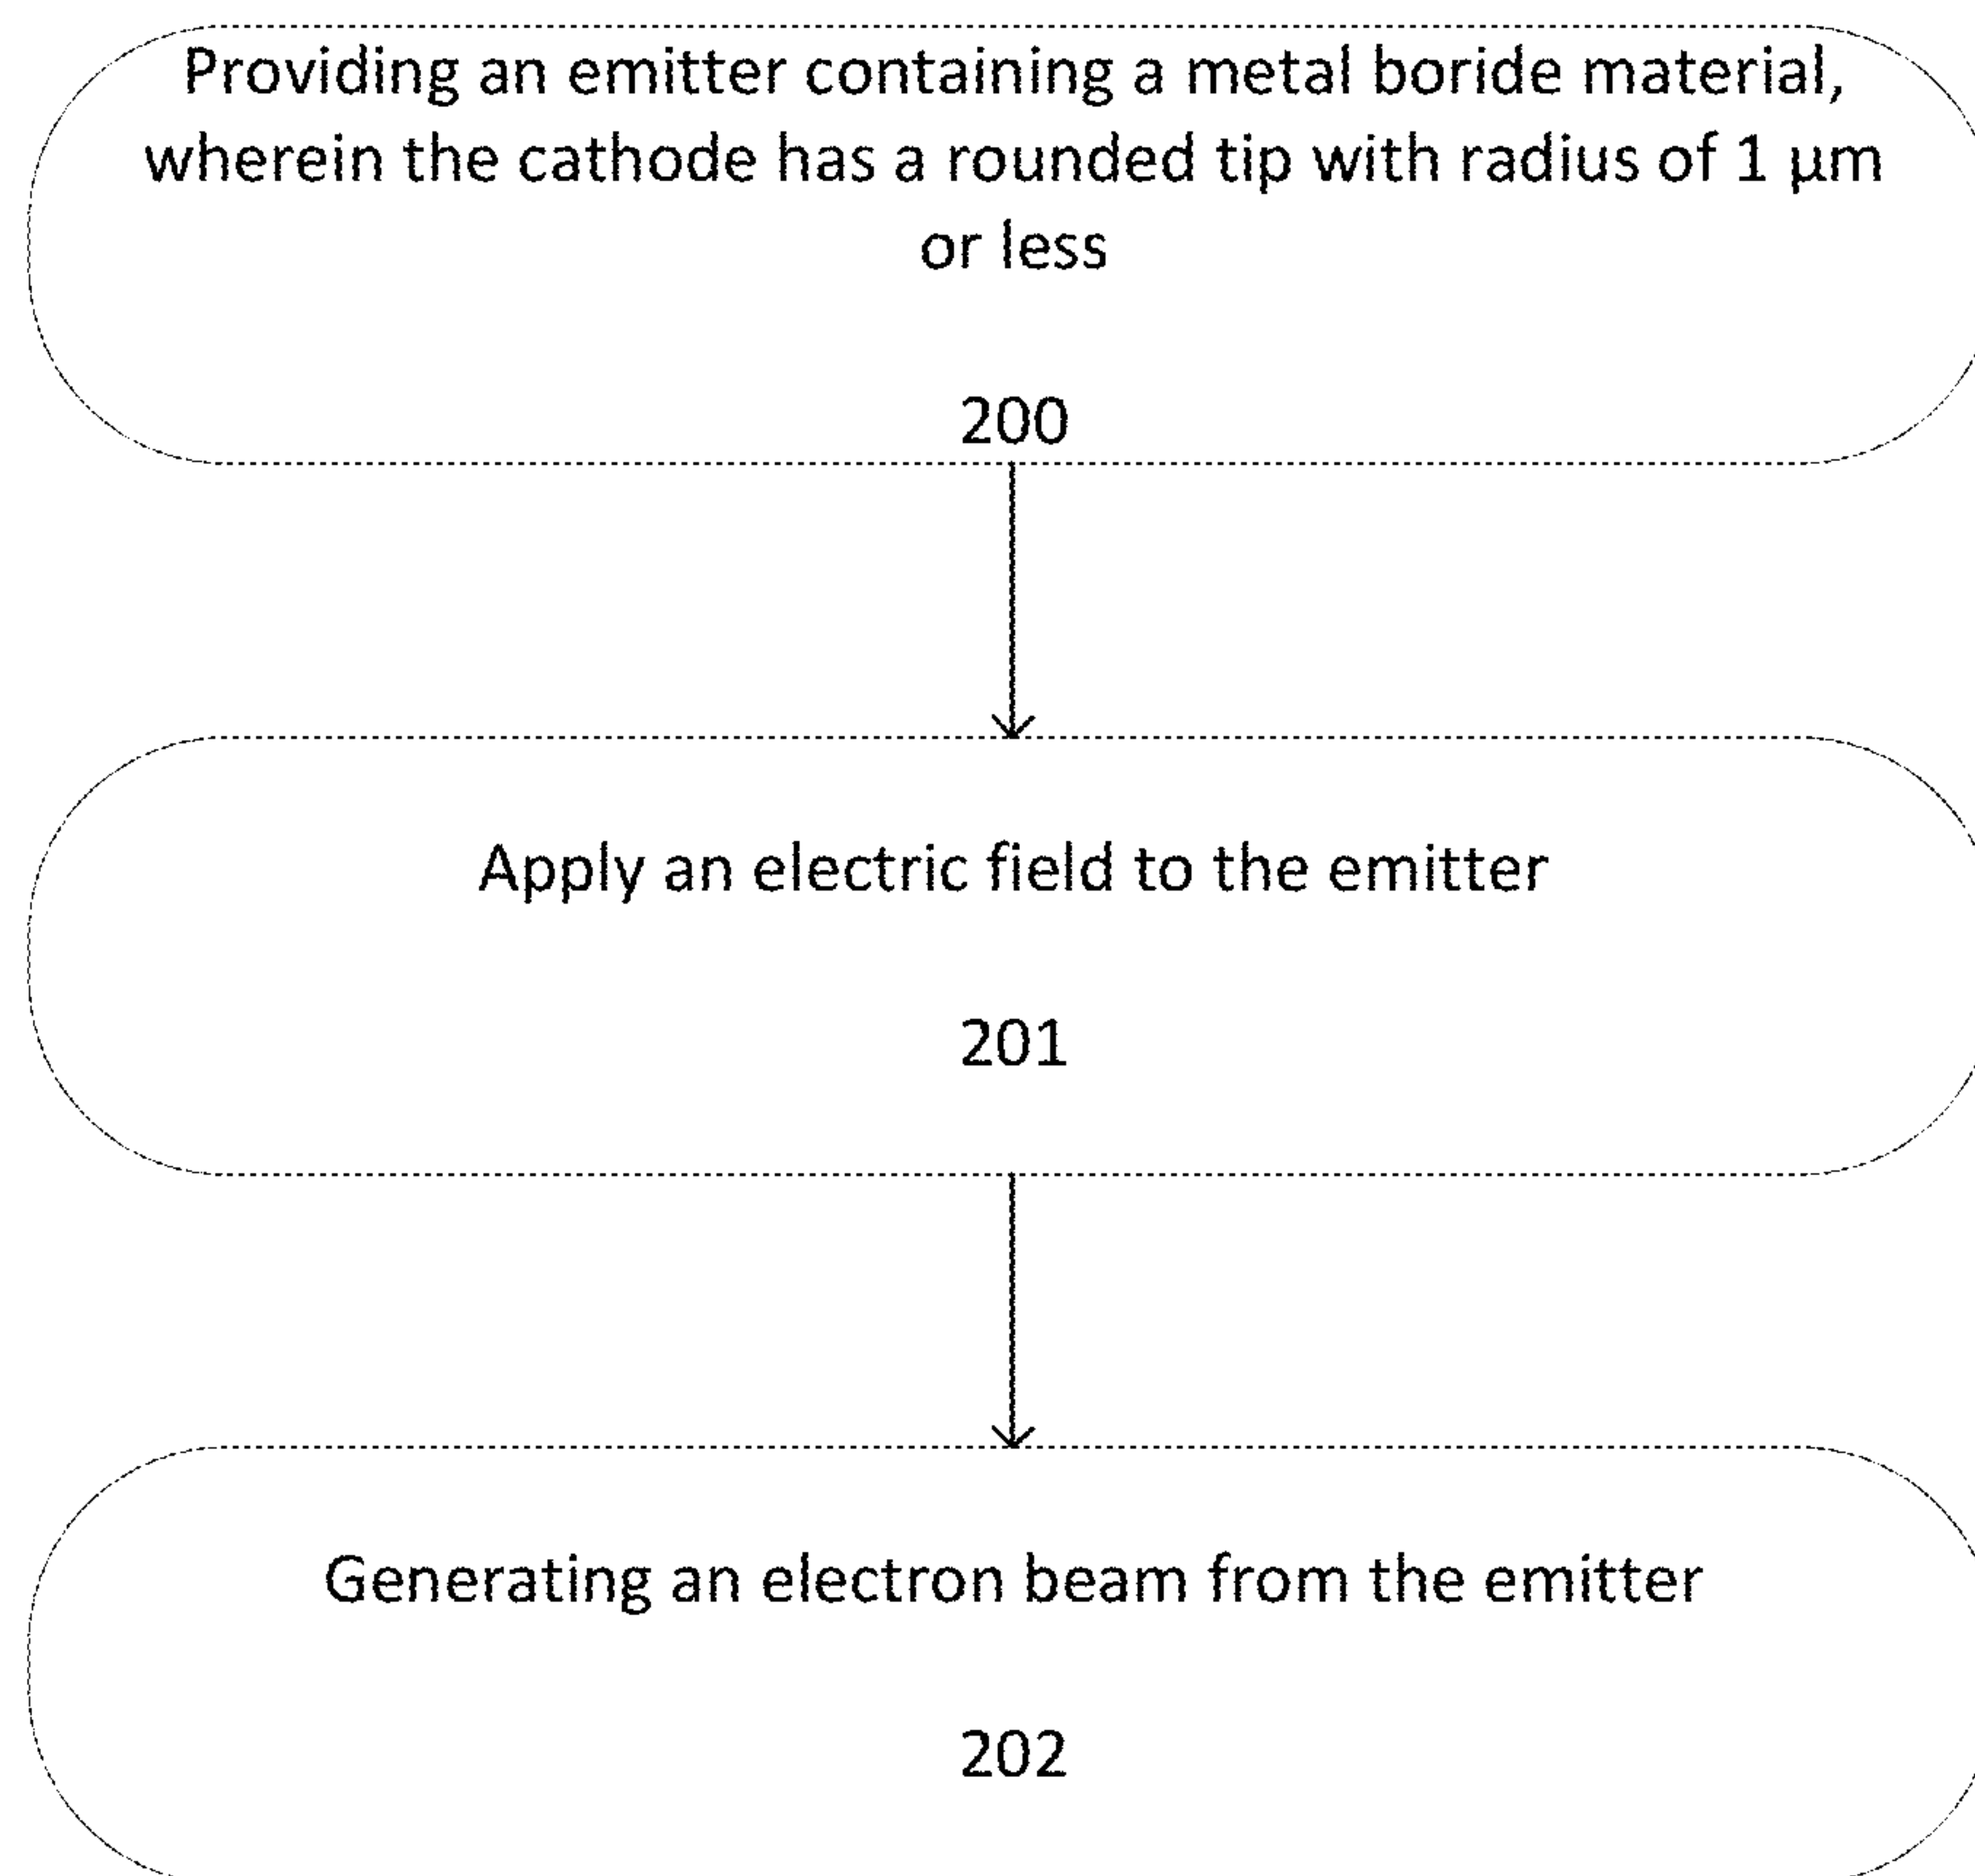 Providing an emitter containing a metal boride material,
wherein the cathode has a rounded tip with radius of 1 μm
or less
200
Apply an electric field to the emitter
201
Generating an electron beam from the emitter
202